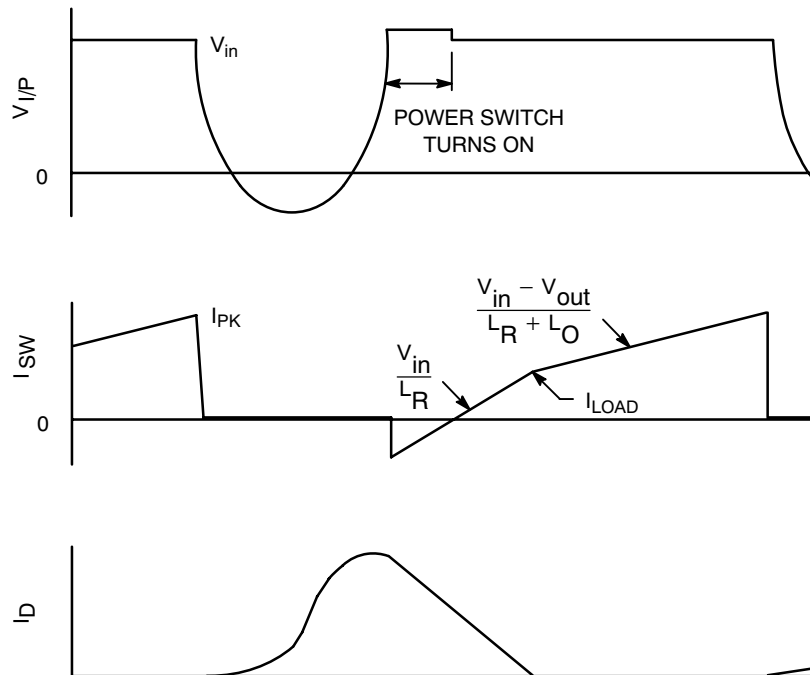 V_I/P
V_in
POWER SWITCH
TURNS ON
0
I_SW
I_PK
V_in
L_R
V_in − V_out
L_R + L_O
I_LOAD
0
I_D